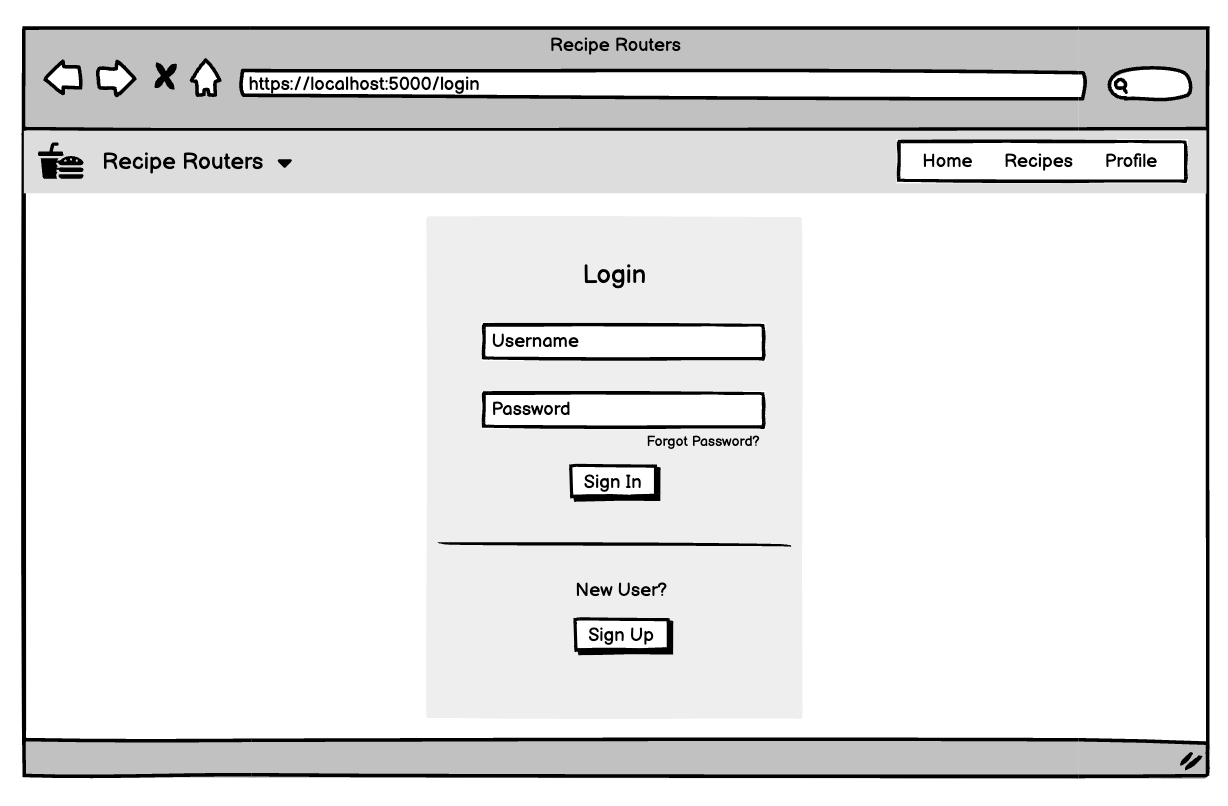 Recipe Routers
https://localhost:5000/login
Recipe Routers
Home Recipes Profile
Login
Username
Password
Forgot Password?
Sign In
New User?
Sign Up